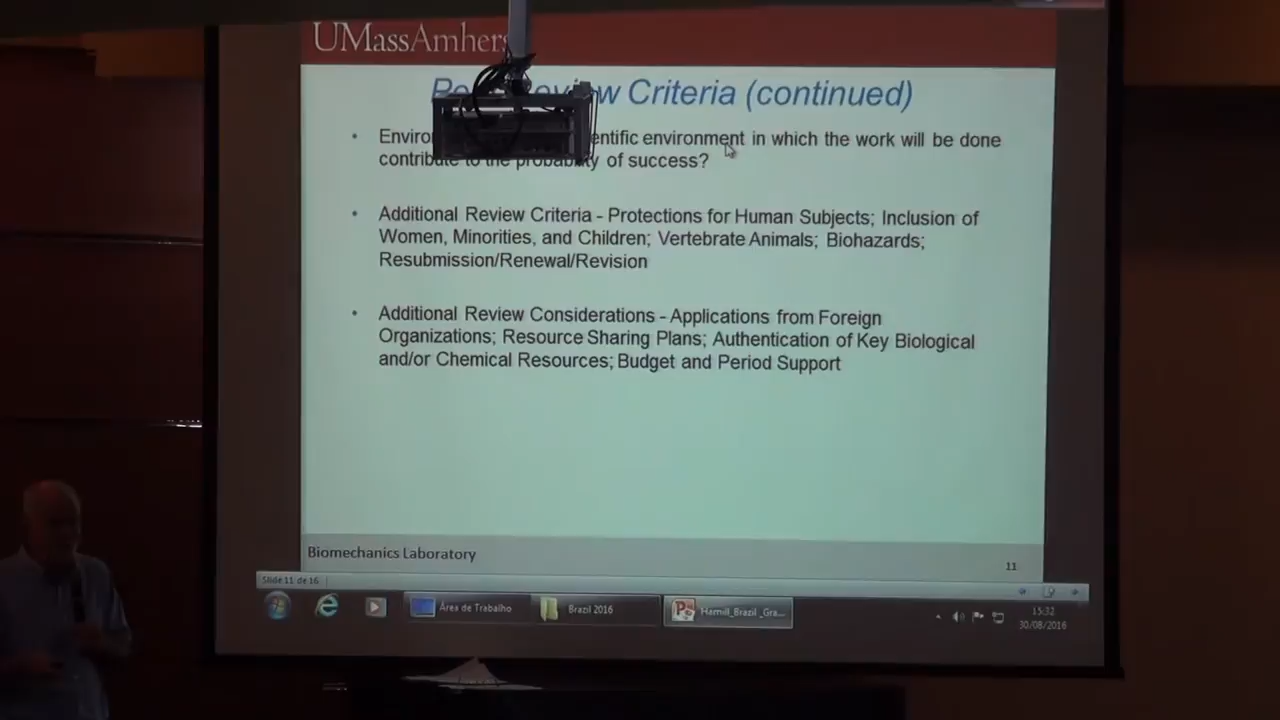 UMassAmhers
Review Criteria (continued)
• Environ entific environment in which the work will be done
contribute to the probability of success?
• Additional Review Criteria - Protections for Human Subjects; Inclusion of
Women, Minorities, and Children; Vertebrate Animals; Biohazards;
Resubmission/Renewal/Revision
• Additional Review Considerations - Applications from Foreign
Organizations; Resource Sharing Plans; Authentication of Key Biological
and/or Chemical Resources; Budget and Period Support
Biomechanics Laboratory
11
Slide 11 de 16
Área de Trabalho
Brazil 2016
Hamill_Brazil_Gra...
15:32
30/08/2016